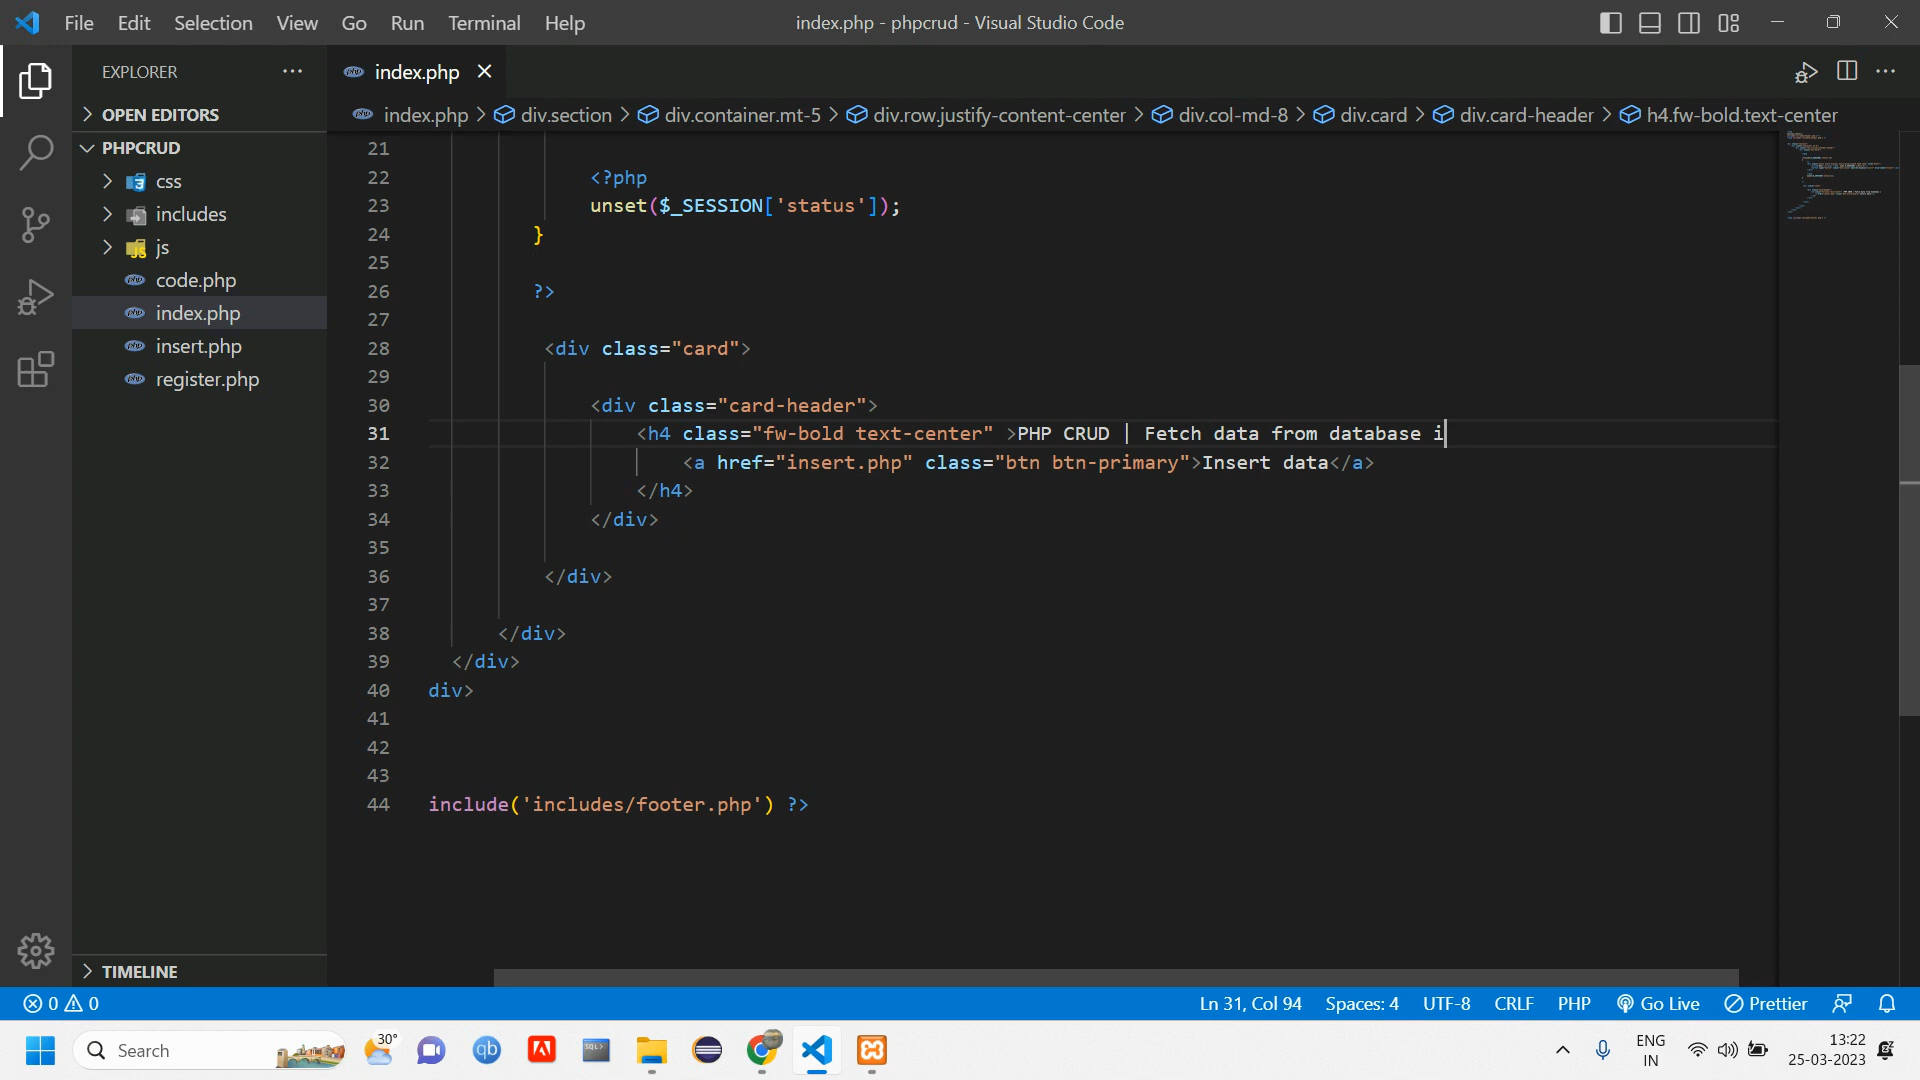 File Edit Selection View Go Run Terminal Help
index.php - phpcrud - Visual Studio Code
EXPLORER
OPEN EDITORS
PHPCRUD
css
includes
js
code.php
index.php
insert.php
register.php
TIMELINE
index.php
index.php > div.section > div.container.mt-5 > div.row.justify-content-center > div.col-md-8 > div.card > div.card-header > h4.fw-bold.text-center
21
22 <?php
23 unset($_SESSION['status']);
24 }
25
26 ?>
27
28 <div class="card">
29
30 <div class="card-header">
31 <h4 class="fw-bold text-center" >PHP CRUD | Fetch data from database i
32 <a href="insert.php" class="btn btn-primary">Insert data</a>
33 </h4>
34 </div>
35
36 </div>
37
38 </div>
39 </div>
40 div>
41
42
43
44 include('includes/footer.php') ?>
0 0
Ln 31, Col 94 Spaces: 4 UTF-8 CRLF PHP Go Live Prettier
Search
30°
ENG
IN
13:22
25-03-2023